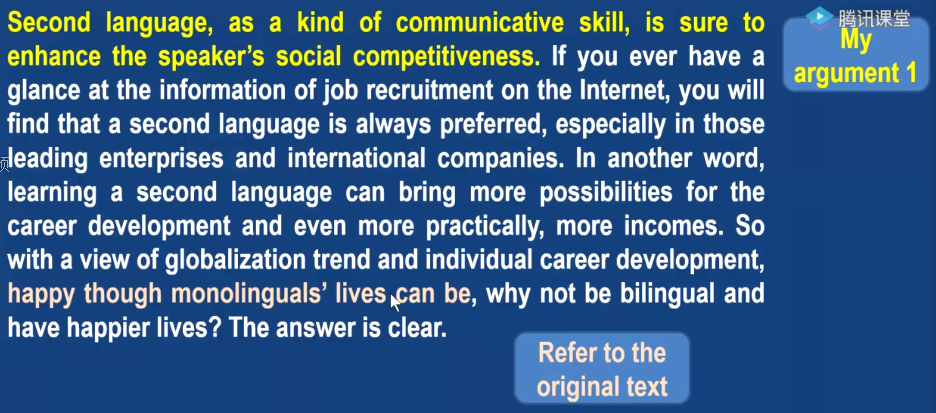 腾讯课堂
My
argument 1
Second language, as a kind of communicative skill, is sure to
enhance the speaker's social competitiveness. If you ever have a
glance at the information of job recruitment on the Internet, you will
find that a second language is always preferred, especially in those
页
leading enterprises and international companies. In another word,
learning a second language can bring more possibilities for the
career development and even more practically, more incomes. So
with a view of globalization trend and individual career development,
happy though monolinguals' lives can be, why not be bilingual and
have happier lives? The answer is clear.
Refer to the
original text